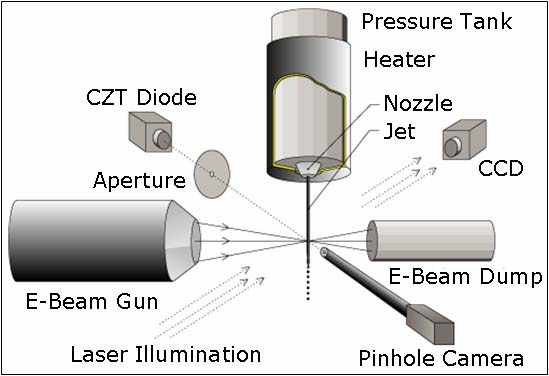 Pressure Tank
Heater
CZT Diode
Nozzle
Jet
CCD
Aperture
E-Beam Gun
E-Beam Dump
Laser Illumination
Pinhole Camera